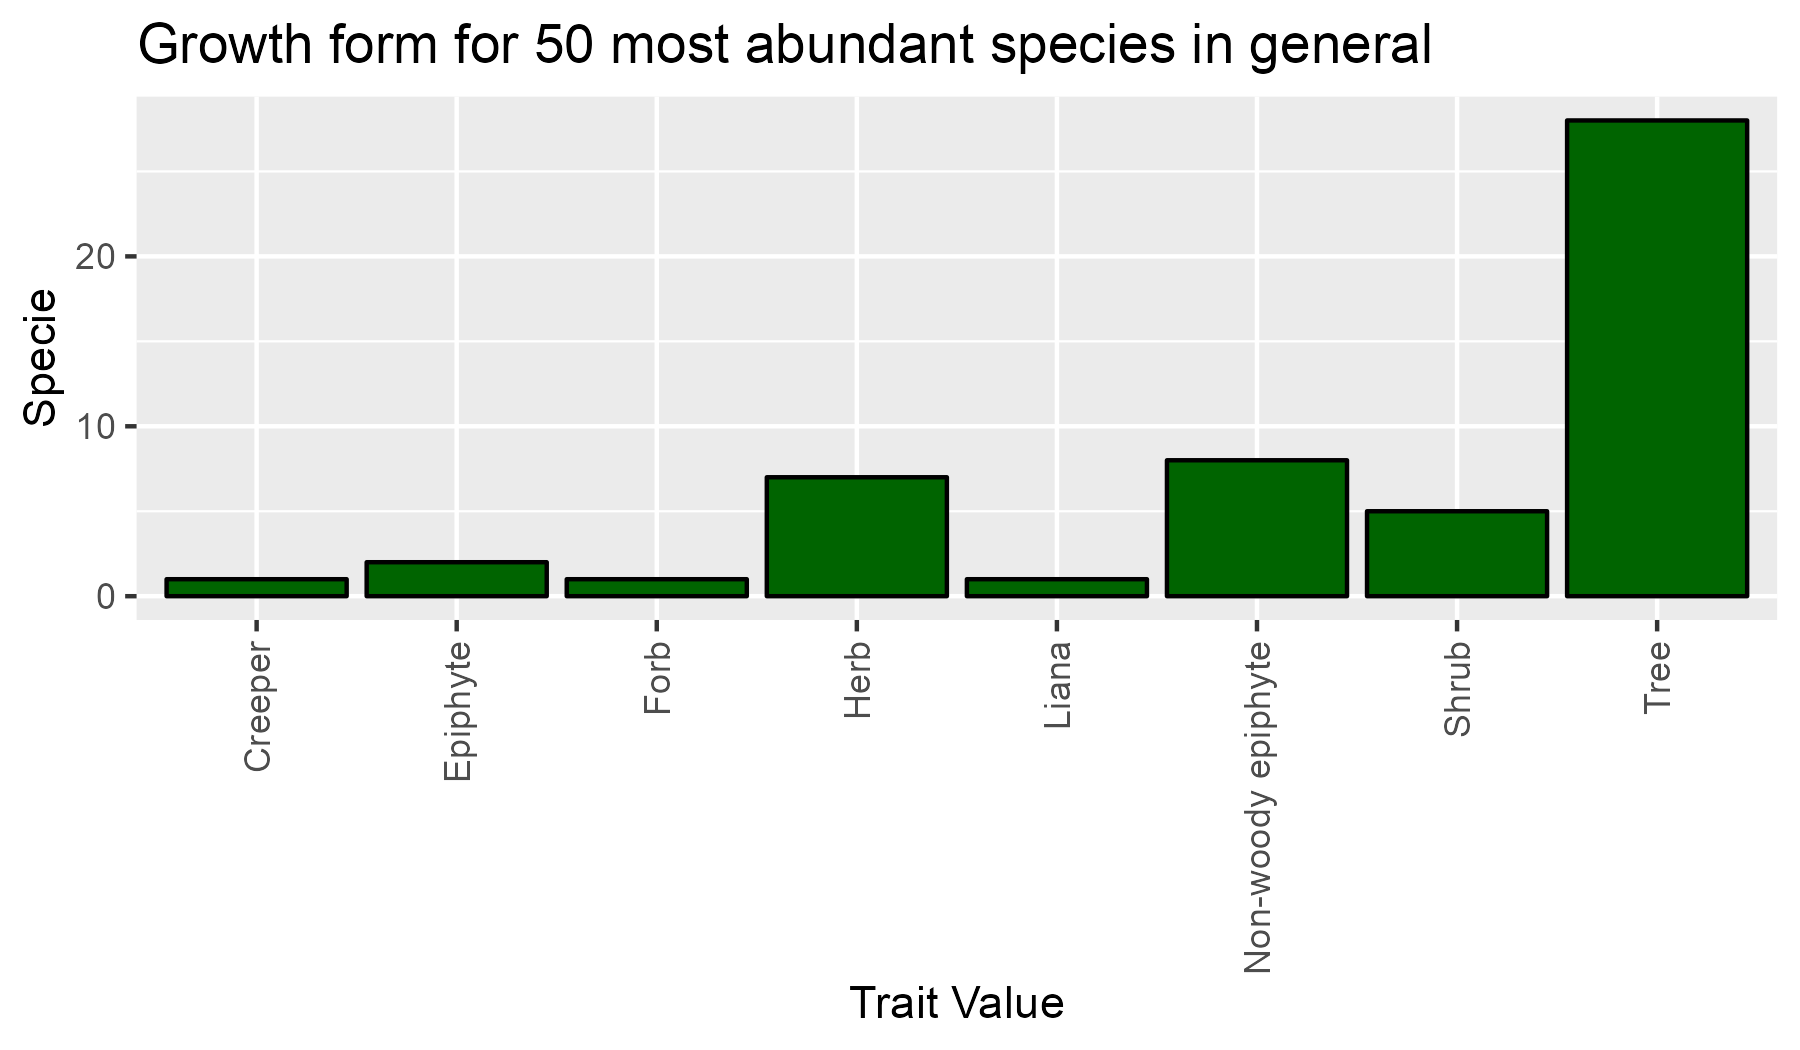 Growth form for 50 most abundant species in general
Specie
20
10
0
Creeper
Epiphyte
Forb
Herb
Liana
Non-woody epiphyte
Shrub
Tree
Trait Value